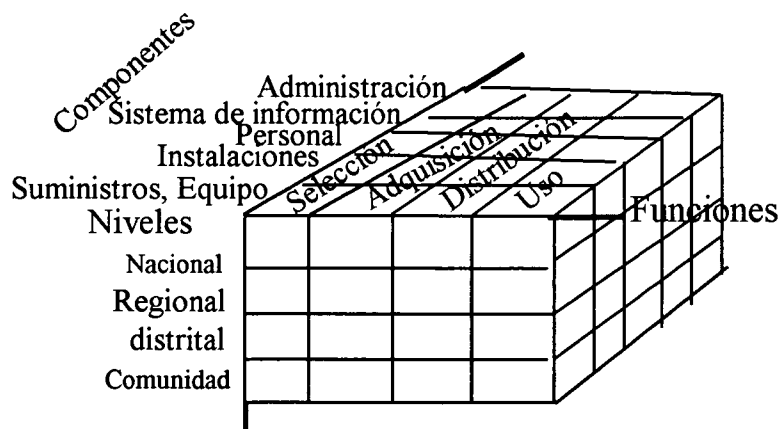 Componentes
Administración
Sistema de información
Personal
Instalaciones
Suministros, Equipo
Selección
Adquisición
Distribución
Uso
Funciones
Niveles
Nacional
Regional
distrital
Comunidad